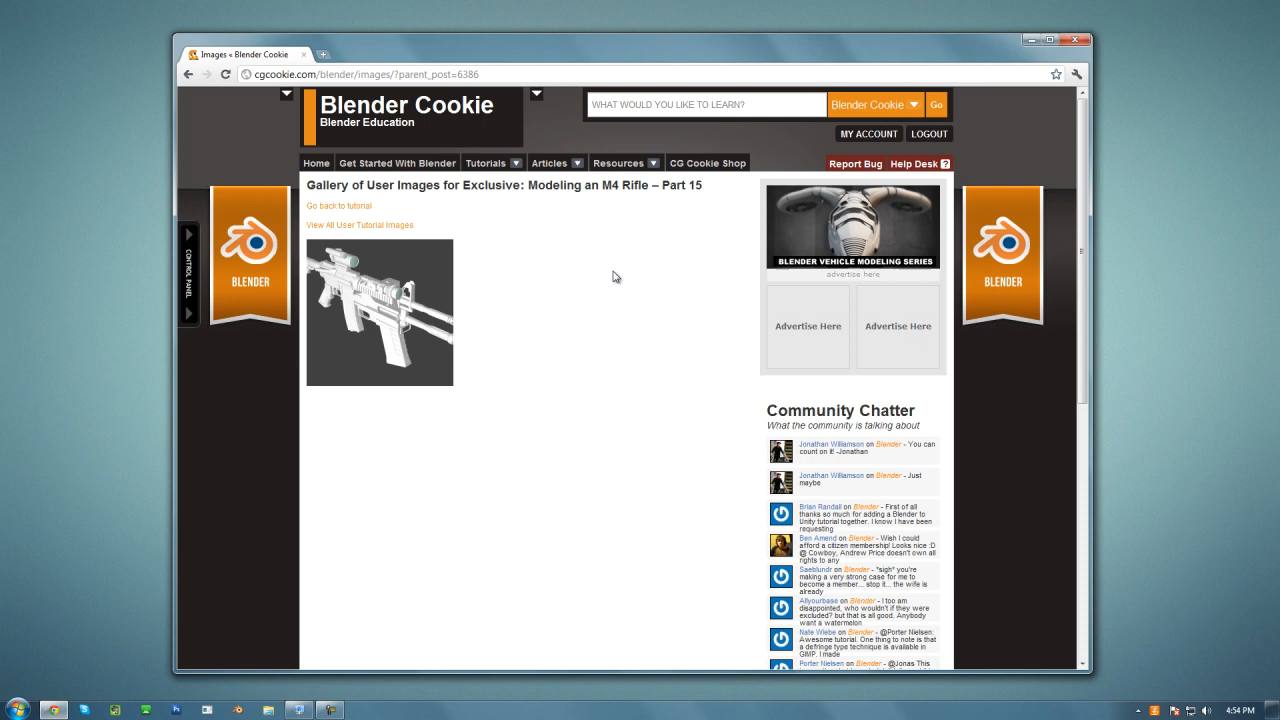 Images « Blender Cookie
cgcookie.com/blender/images/?parent_post=6386
Blender Cookie
Blender Education
WHAT WOULD YOU LIKE TO LEARN?
Blender Cookie
Go
MY ACCOUNT
LOGOUT
Home
Get Started With Blender
Tutorials
Articles
Resources
CG Cookie Shop
Report Bug
Help Desk ?
Gallery of User Images for Exclusive: Modeling an M4 Rifle – Part 15
Go back to tutorial
View All User Tutorial Images
CONTROL PANEL
BLENDER
BLENDER
BLENDER VEHICLE MODELING SERIES
advertise here
Advertise Here
Advertise Here
Community Chatter
What the community is talking about
Jonathan Williamson on Blender - You can
count on it! -Jonathan
Jonathan Williamson on Blender - Just
maybe
Brian Randall on Blender - First of all
thanks so much for adding a Blender to
Unity tutorial together. I know I have been
requesting
Ben Amend on Blender - Wish I could
afford a citizen membership! Looks nice :D
@ Cowboy, Andrew Price doesn't own all
rights to any
Saeblundr on Blender - *sigh* you're
making a very strong case for me to
become a member... stop it... the wife is
already
Allyourbase on Blender - I too am
disappointed, who wouldn't if they were
excluded? but that is all good. Anybody
want a watermelon
Nate Wiebe on Blender - @Porter Nielsen:
Awesome tutorial. One thing to note is that
a defringe type technique is available in
GIMP. I made
Porter Nielsen on Blender - @Jonas This
4:54 PM